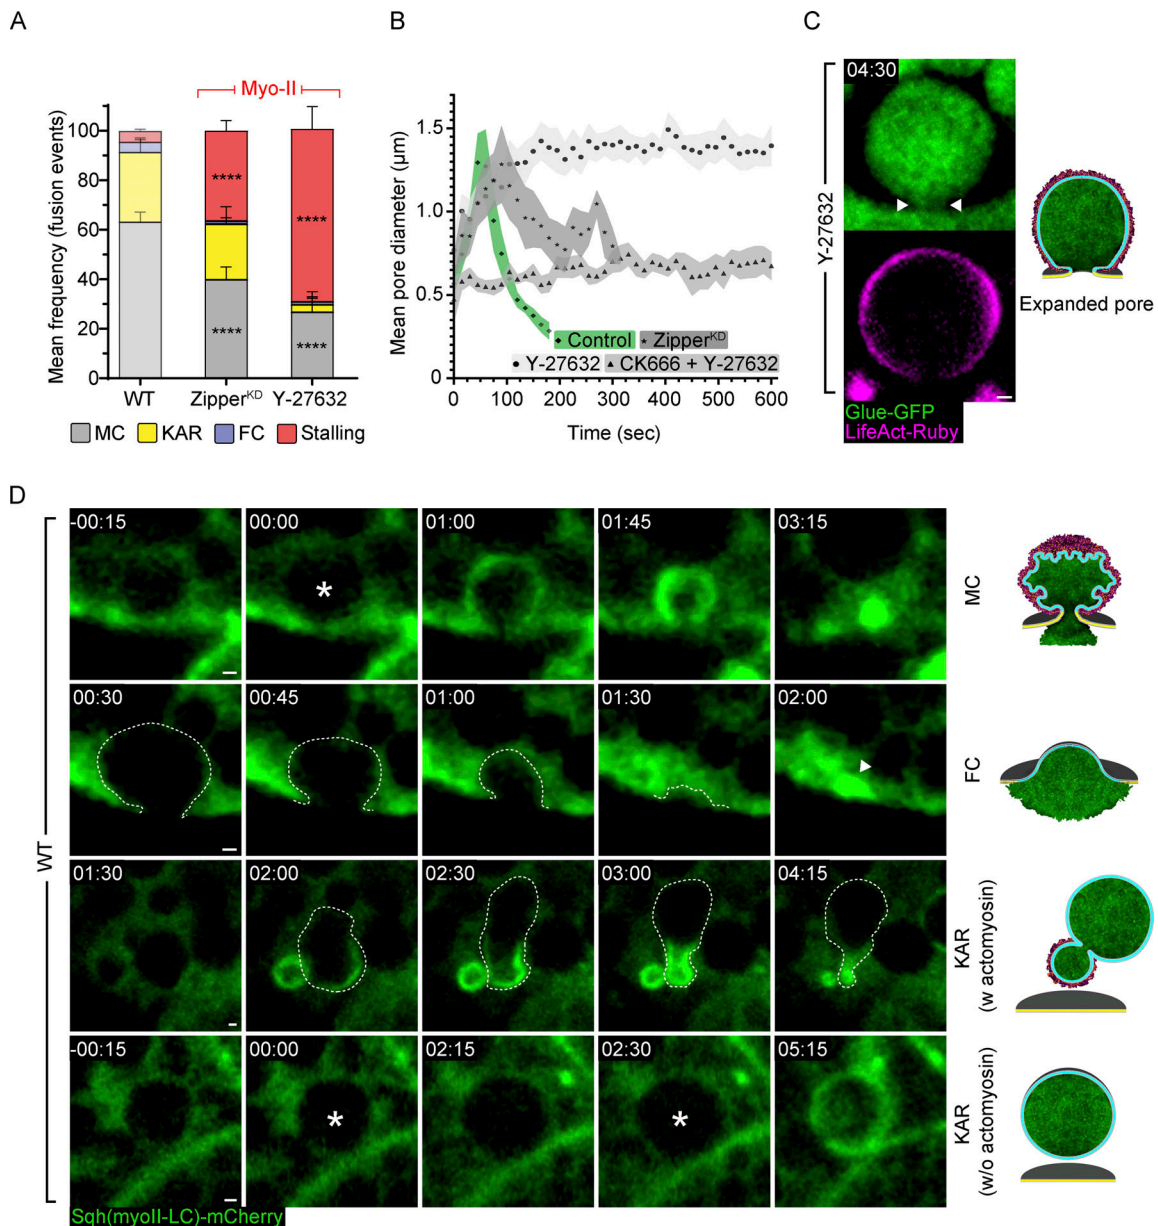 A
Myo-II
Mean frequency (fusion events)
100
80
60
40
20
0
****
****
****
****
WT
Zipper^KD
Y-27632
MC
KAR
FC
Stalling
B
Mean pore diameter (µm)
1.5
1.0
0.5
0
Control
Zipper^KD
Y-27632
CK666 + Y-27632
0
100
200
300
400
500
600
Time (sec)
C
Y-27632
04:30
Glue-GFP
LifeAct-Ruby
Expanded pore
D
WT
-00:15
00:00
*
01:00
01:45
03:15
MC
00:30
00:45
01:00
01:30
02:00
FC
01:30
02:00
02:30
03:00
04:15
KAR
(w actomyosin)
-00:15
00:00
*
02:15
02:30
*
05:15
KAR
(w/o actomyosin)
Sqh(myoII-LC)-mCherry